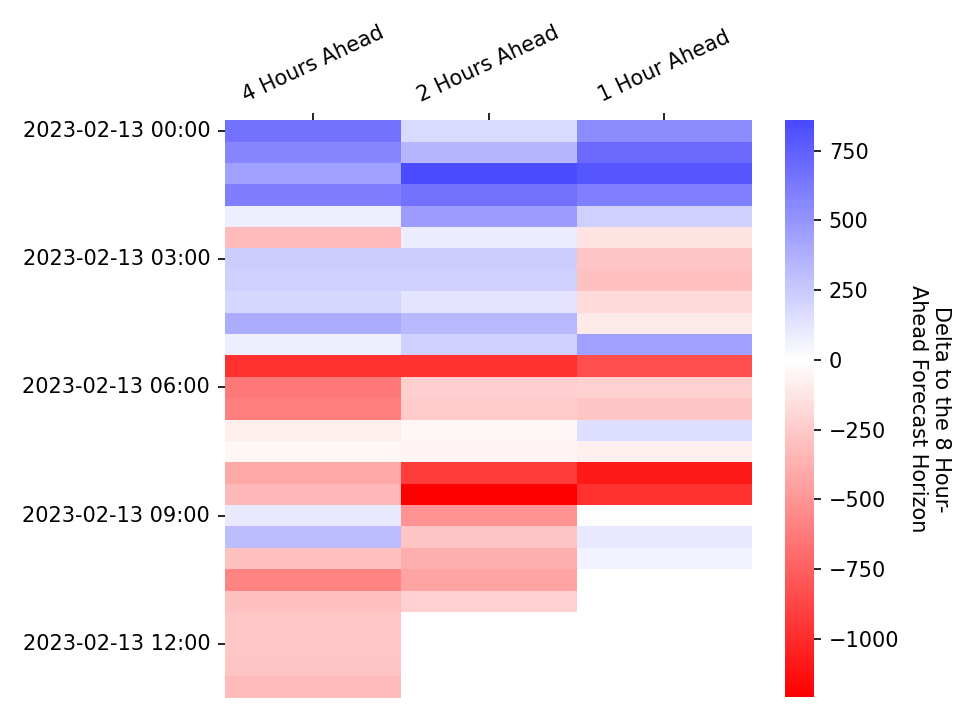 4 Hours Ahead
2 Hours Ahead
1 Hour Ahead
2023-02-13 00:00
2023-02-13 03:00
2023-02-13 06:00
2023-02-13 09:00
2023-02-13 12:00
750
500
250
0
−250
−500
−750
−1000
Delta to the 8 Hour-
Ahead Forecast Horizon